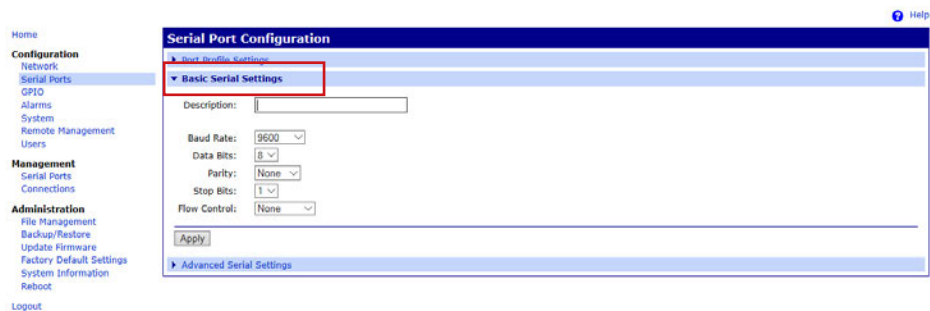 Help
Home
Configuration
Network
Serial Ports
GPIO
Alarms
System
Remote Management
Users
Management
Serial Ports
Connections
Administration
File Management
Backup/Restore
Update Firmware
Factory Default Settings
System Information
Reboot
Logout
Serial Port Configuration
Port Profile Settings
Basic Serial Settings
Description:
Baud Rate: 9600
Data Bits: 8
Parity: None
Stop Bits: 1
Flow Control: None
Apply
Advanced Serial Settings